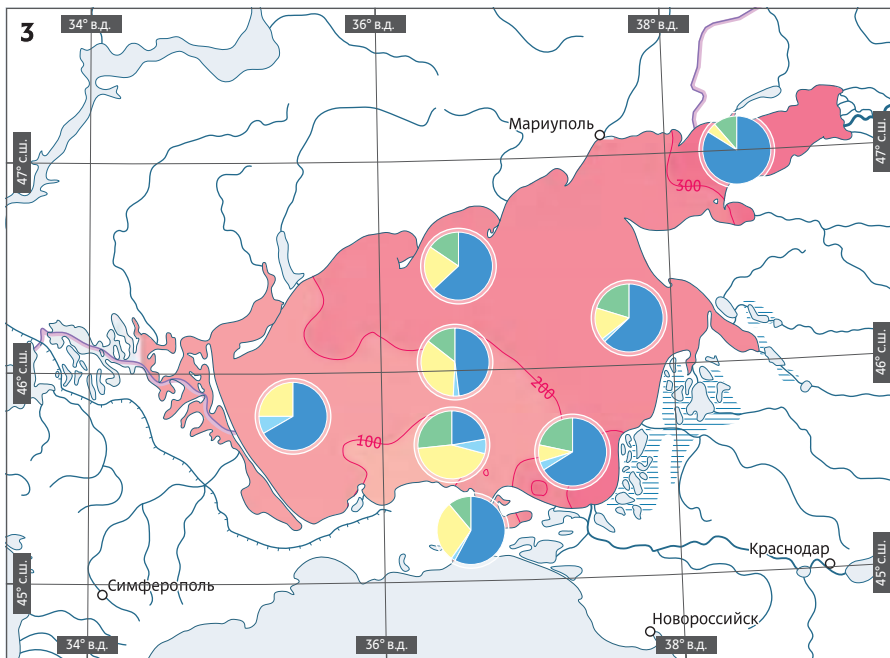 3
34° в.д.
36° в.д.
38° в.д.
Мариуполь
47° с.ш.
47° с.ш.
300
46° с.ш.
46° с.ш.
200
100
Краснодар
45° с.ш.
45° с.ш.
Симферополь
Новороссийск
34° в.д.
36° в.д.
38° в.д.